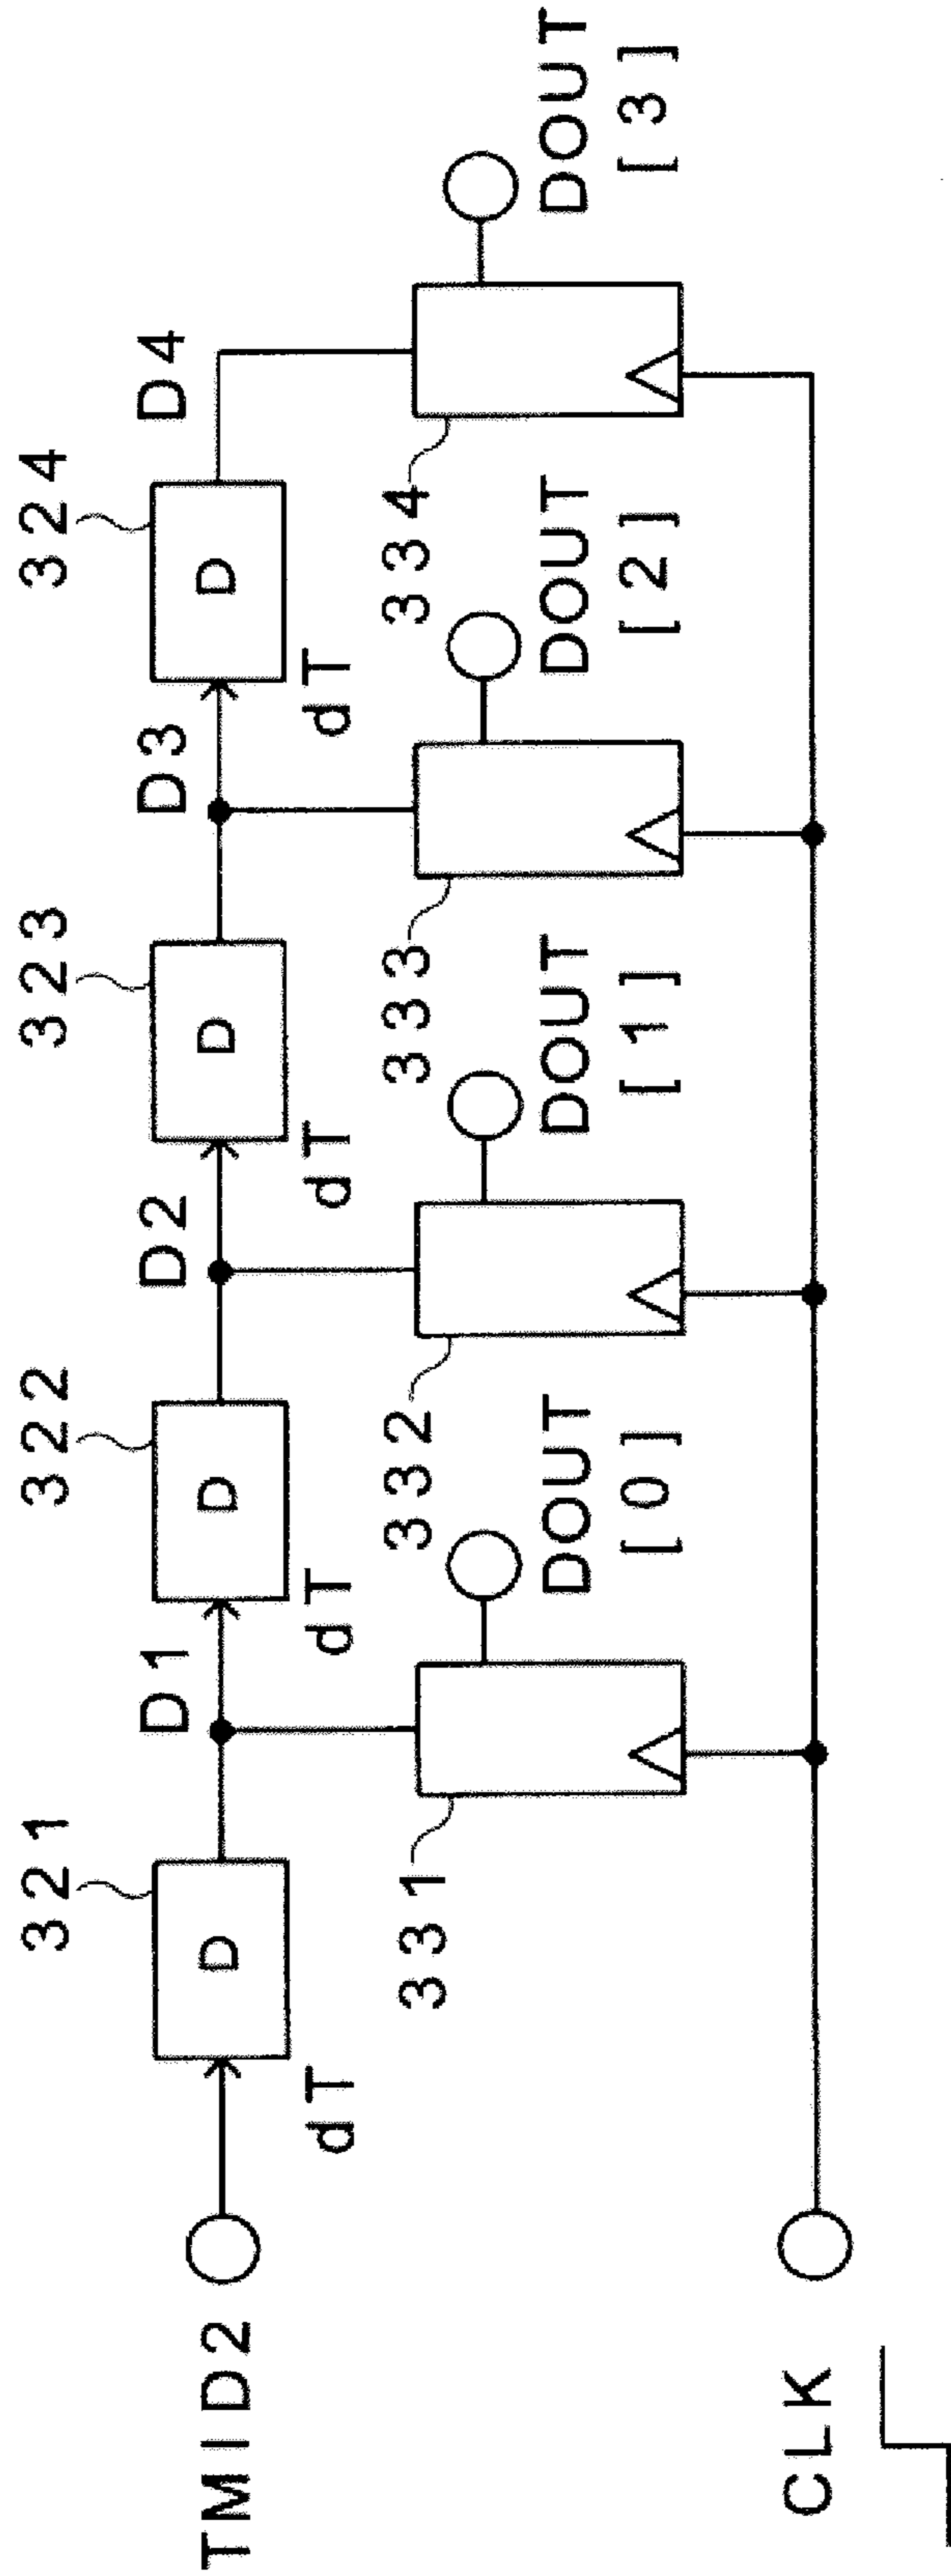 321
322
323
324
D1
D2
D3
D4
D
D
D
D
TMID2
dT
dT
dT
dT
331
332
333
334
DOUT
[0]
DOUT
[1]
DOUT
[2]
DOUT
[3]
CLK